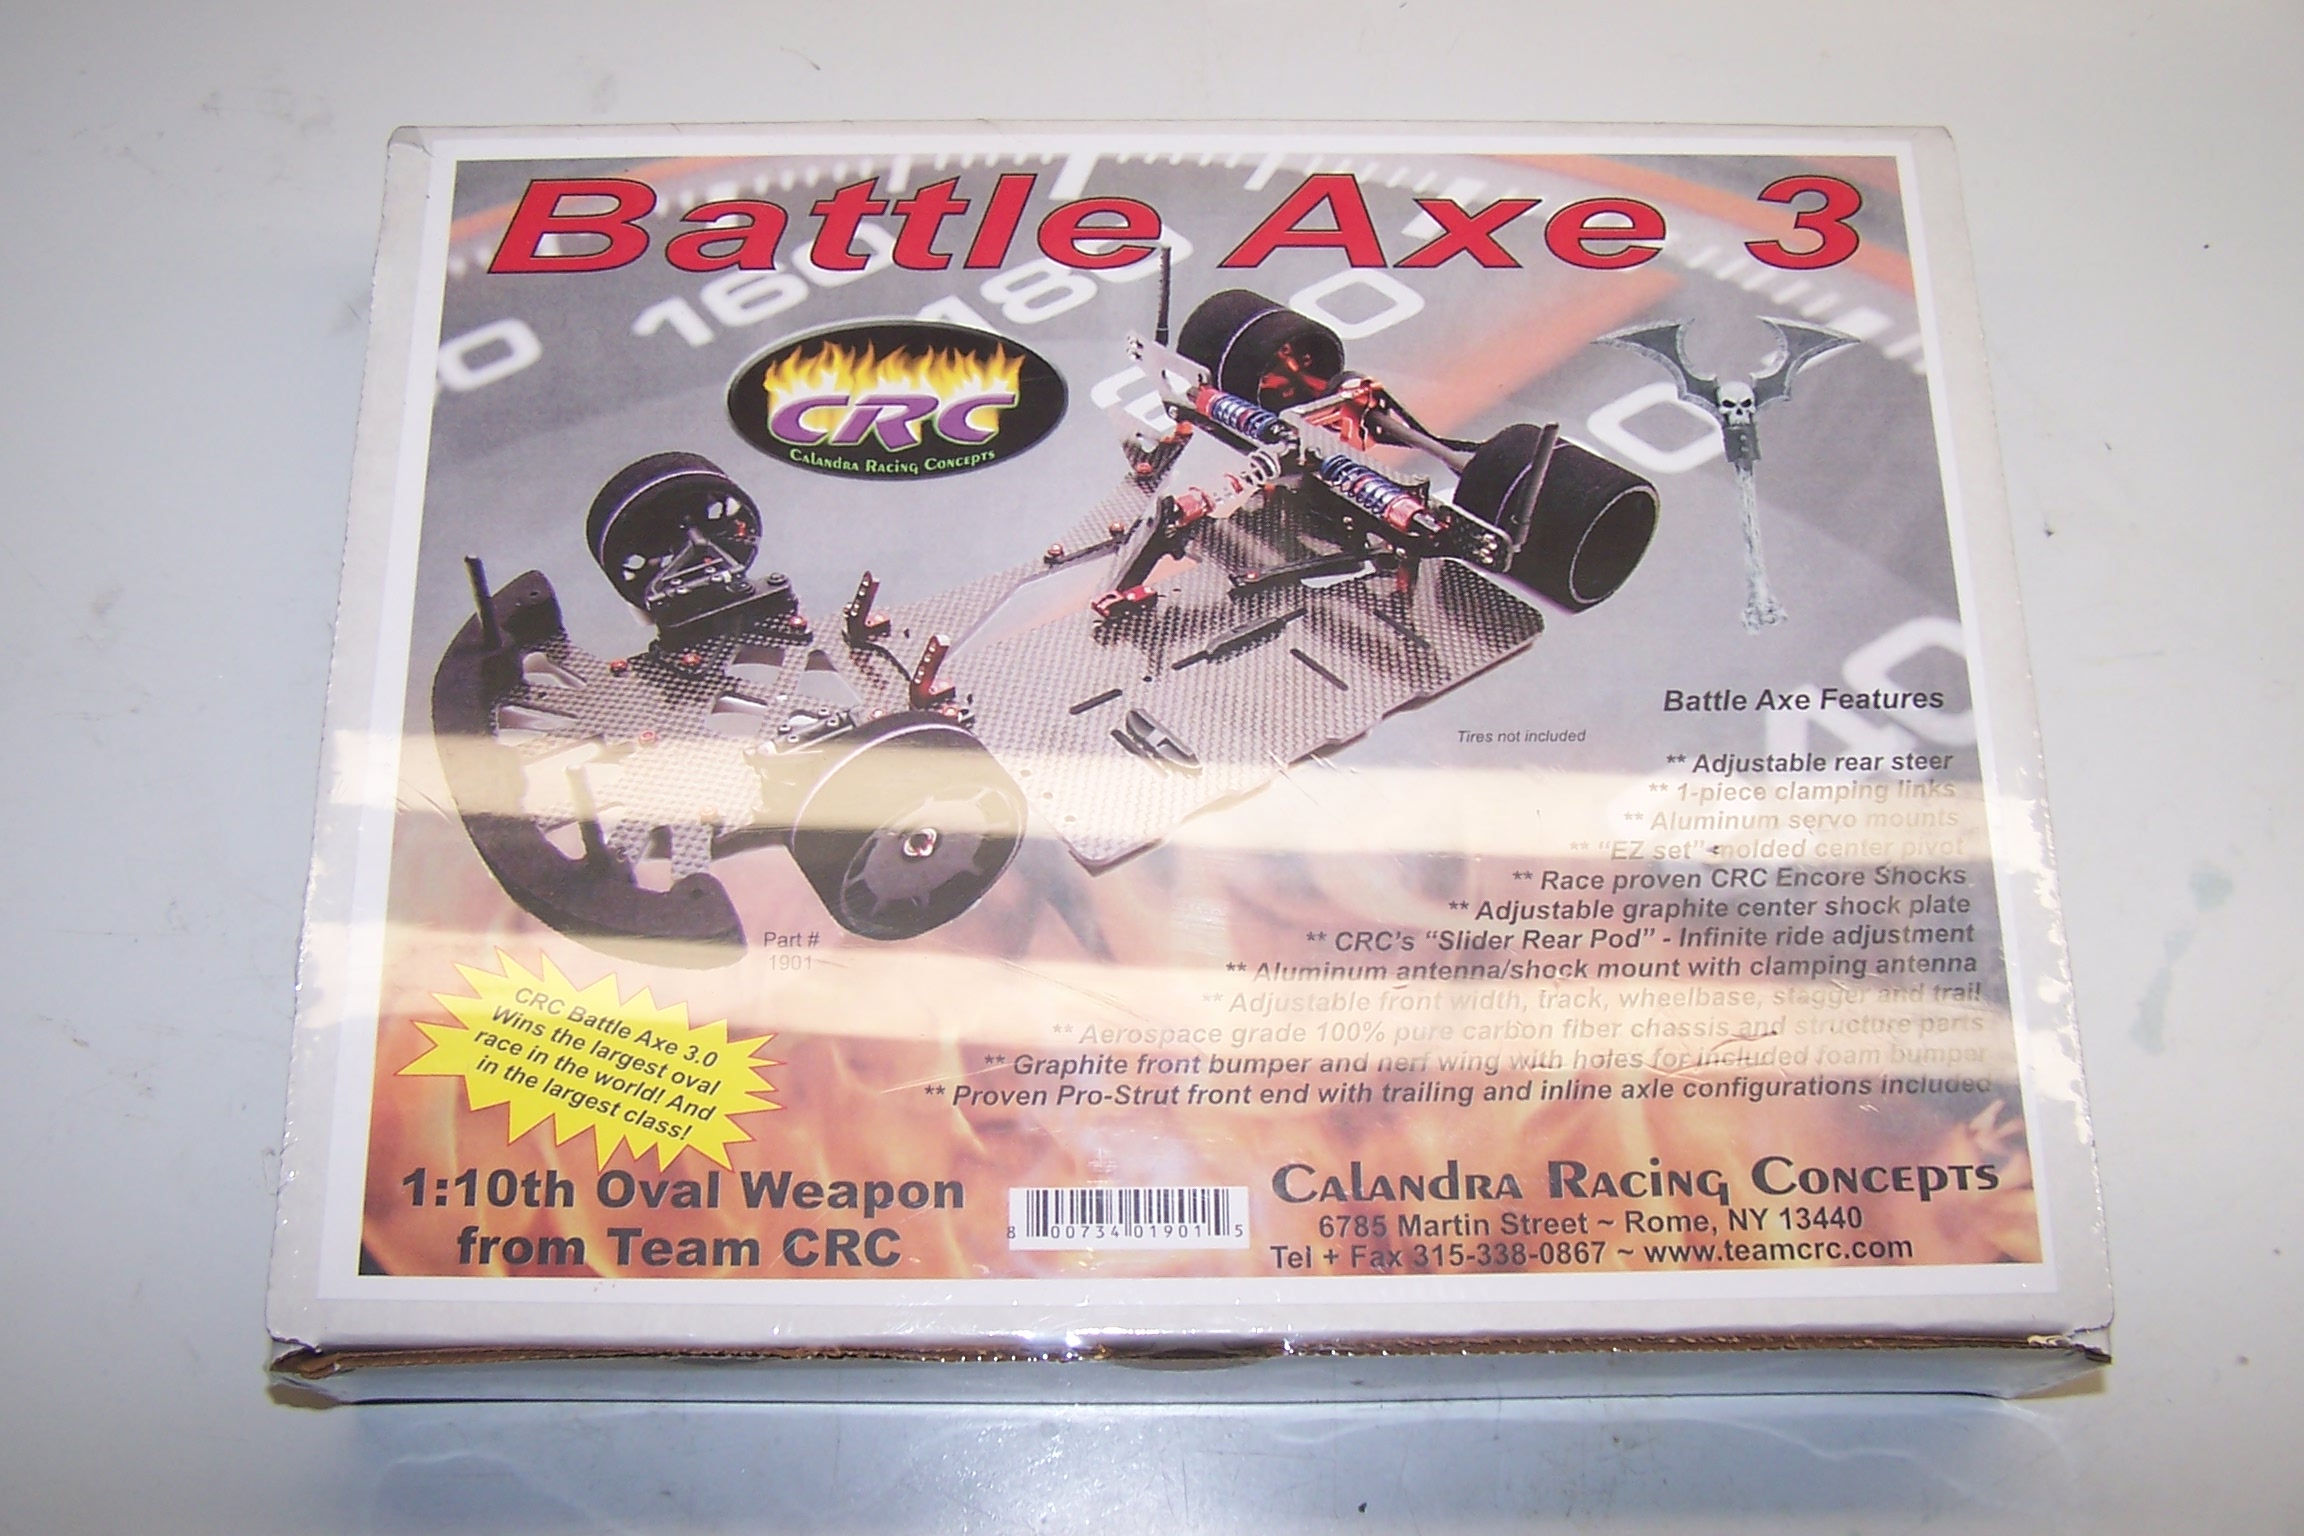 Battle Axe 3
160
180
0
0
0
CRC
Calandra Racing Concepts
Battle Axe Features
Tires not included
** Adjustable rear steer
** 1-piece clamping links
** Aluminum servo mounts
** "EZ set" molded center pivot
** Race proven CRC Encore Shocks
** Adjustable graphite center shock plate
** CRC's "Slider Rear Pod" - Infinite ride adjustment
** Aluminum antenna/shock mount with clamping antenna
** Adjustable front width, track, wheelbase, stagger and trail
** Aerospace grade 100% pure carbon fiber chassis and structure parts
** Graphite front bumper and nerf wing with holes for included foam bumper
** Proven Pro-Strut front end with trailing and inline axle configurations included
Part #
1901
CRC Battle Axe 3.0
Wins the largest oval
race in the world! And
in the largest class!
1:10th Oval Weapon
from Team CRC
8 00734 01901 5
Calandra Racing Concepts
6785 Martin Street ~ Rome, NY 13440
Tel + Fax 315-338-0867 ~ www.teamcrc.com